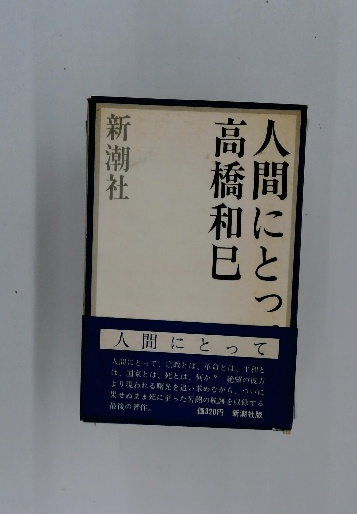 人間にとっ
高橋和巳
新潮社
人間にとって
人間にとって、宗教とは、革命とは、平和と
は、国家とは、死とは、何か? 絶望の彼方
より現われる曙光を追い求めながら、ついに
果せぬまま死に至った苦闘の軌跡を収録する
最後の著作。
価320円 新潮社版